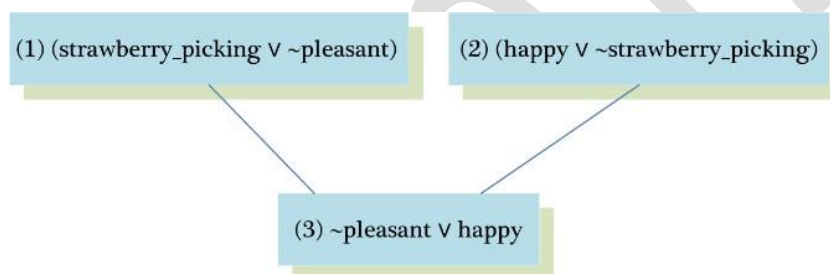 (1) (strawberry_picking ∨ ~pleasant)
(2) (happy ∨ ~strawberry_picking)
(3) ~pleasant ∨ happy